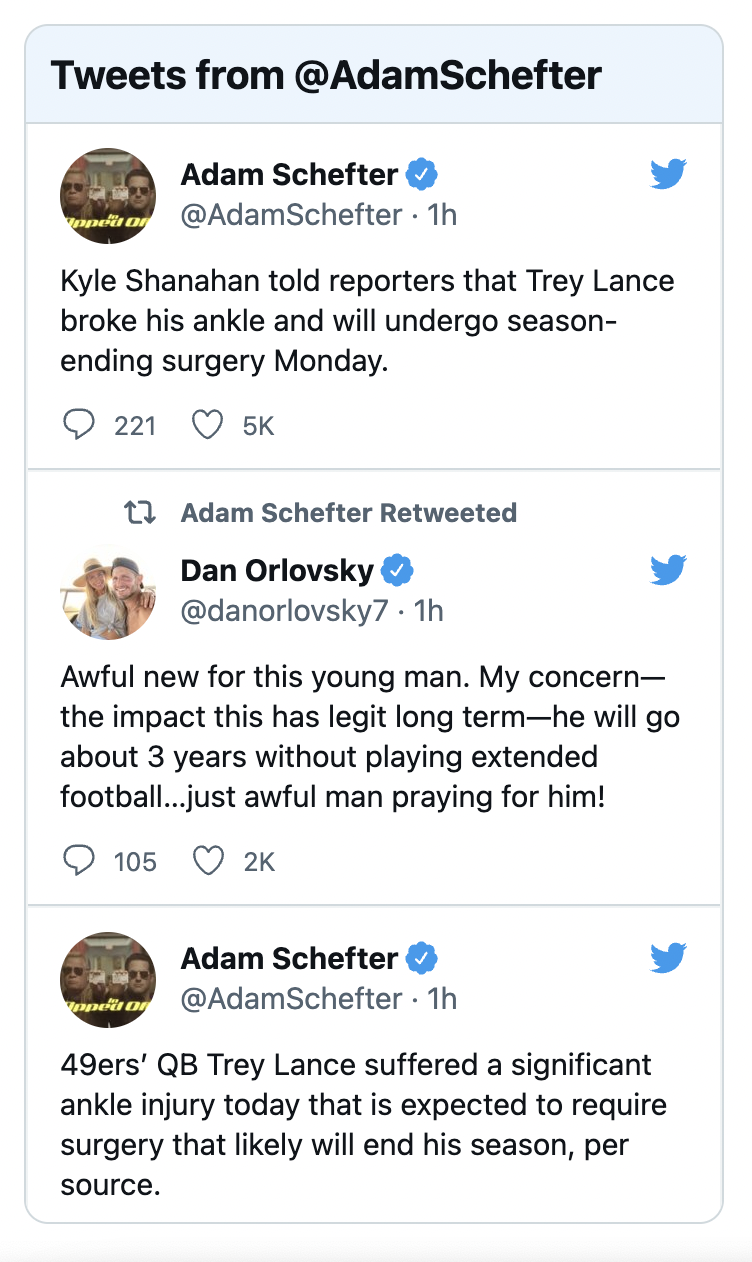 Tweets from @AdamSchefter
Adam Schefter
@AdamSchefter · 1h
Kyle Shanahan told reporters that Trey Lance
broke his ankle and will undergo season-
ending surgery Monday.
221 5K
Adam Schefter Retweeted
Dan Orlovsky
@danorlovsky7 · 1h
Awful new for this young man. My concern—
the impact this has legit long term—he will go
about 3 years without playing extended
football...just awful man praying for him!
105 2K
Adam Schefter
@AdamSchefter · 1h
49ers’ QB Trey Lance suffered a significant
ankle injury today that is expected to require
surgery that likely will end his season, per
source.